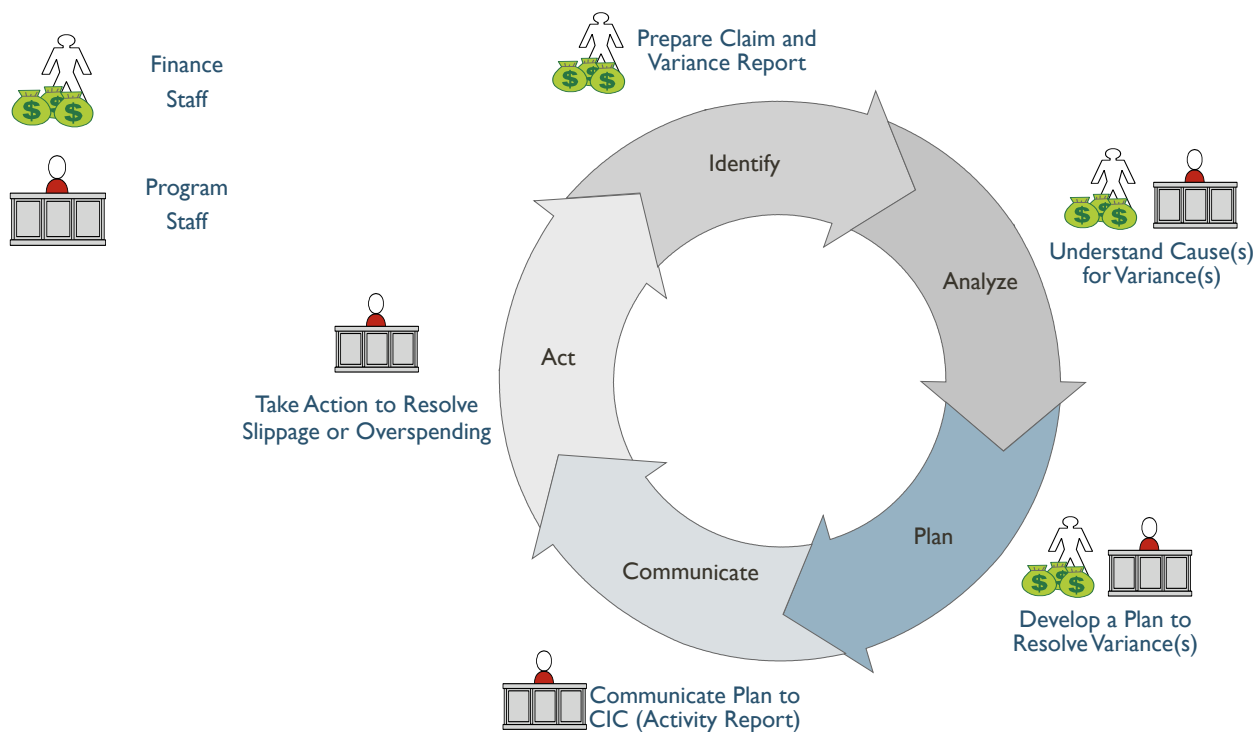 Finance
Staff
Program
Staff
Prepare Claim and
Variance Report
Identify
Analyze
Understand Cause(s)
for Variance(s)
Act
Take Action to Resolve
Slippage or Overspending
Plan
Communicate
Develop a Plan to
Resolve Variance(s)
Communicate Plan to
CIC (Activity Report)
$ $ $
$ $ $
$ $ $
$ $ $